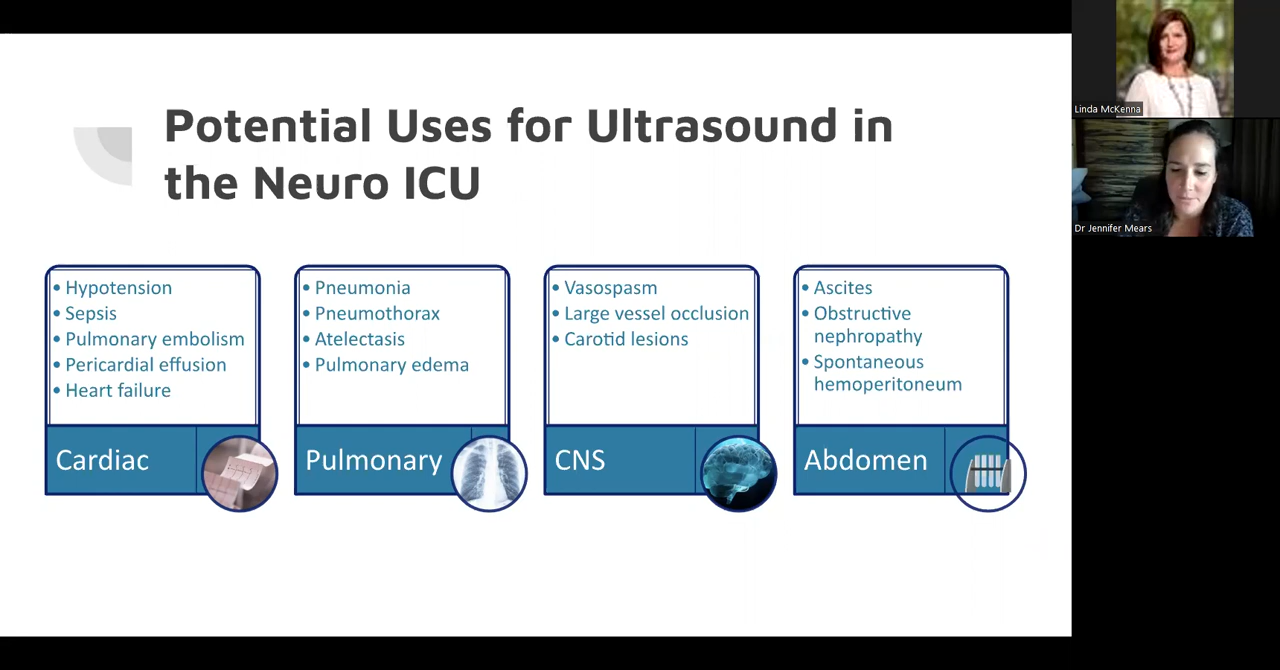 Potential Uses for Ultrasound in
the Neuro ICU
• Hypotension
• Sepsis
• Pulmonary embolism
• Pericardial effusion
• Heart failure
Cardiac
• Pneumonia
• Pneumothorax
• Atelectasis
• Pulmonary edema
Pulmonary
• Vasospasm
• Large vessel occlusion
• Carotid lesions
CNS
• Ascites
• Obstructive
nephropathy
• Spontaneous
hemoperitoneum
Abdomen
Linda McKenna
Dr Jennifer Mears